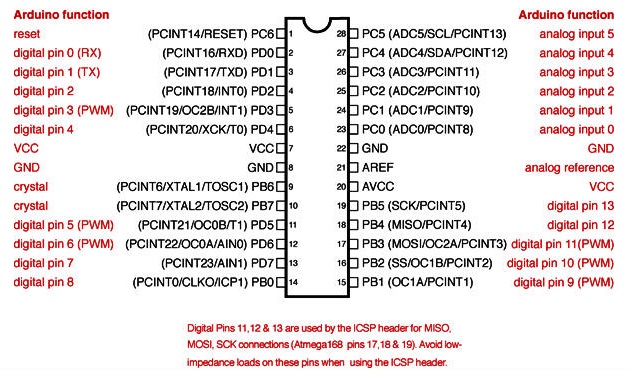 Arduino function Arduino function
reset (PCINT14/RESET) PC6 1 28 PC5 (ADC5/SCL/PCINT13) analog input 5
digital pin 0 (RX) (PCINT16/RXD) PD0 2 27 PC4 (ADC4/SDA/PCINT12) analog input 4
digital pin 1 (TX) (PCINT17/TXD) PD1 3 26 PC3 (ADC3/PCINT11) analog input 3
digital pin 2 (PCINT18/INT0) PD2 4 25 PC2 (ADC2/PCINT10) analog input 2
digital pin 3 (PWM) (PCINT19/OC2B/INT1) PD3 5 24 PC1 (ADC1/PCINT9) analog input 1
digital pin 4 (PCINT20/XCK/T0) PD4 6 23 PC0 (ADC0/PCINT8) analog input 0
VCC VCC 7 22 GND GND
GND GND 8 21 AREF analog reference
crystal (PCINT6/XTAL1/TOSC1) PB6 9 20 AVCC VCC
crystal (PCINT7/XTAL2/TOSC2) PB7 10 19 PB5 (SCK/PCINT5) digital pin 13
digital pin 5 (PWM) (PCINT21/OC0B/T1) PD5 11 18 PB4 (MISO/PCINT4) digital pin 12
digital pin 6 (PWM) (PCINT22/OC0A/AIN0) PD6 12 17 PB3 (MOSI/OC2A/PCINT3) digital pin 11(PWM)
digital pin 7 (PCINT23/AIN1) PD7 13 16 PB2 (SS/OC1B/PCINT2) digital pin 10 (PWM)
digital pin 8 (PCINT0/CLKO/ICP1) PB0 14 15 PB1 (OC1A/PCINT1) digital pin 9 (PWM)
Digital Pins 11,12 & 13 are used by the ICSP header for MISO,
MOSI, SCK connections (Atmega168 pins 17,18 & 19). Avoid low-
impedance loads on these pins when using the ICSP header.